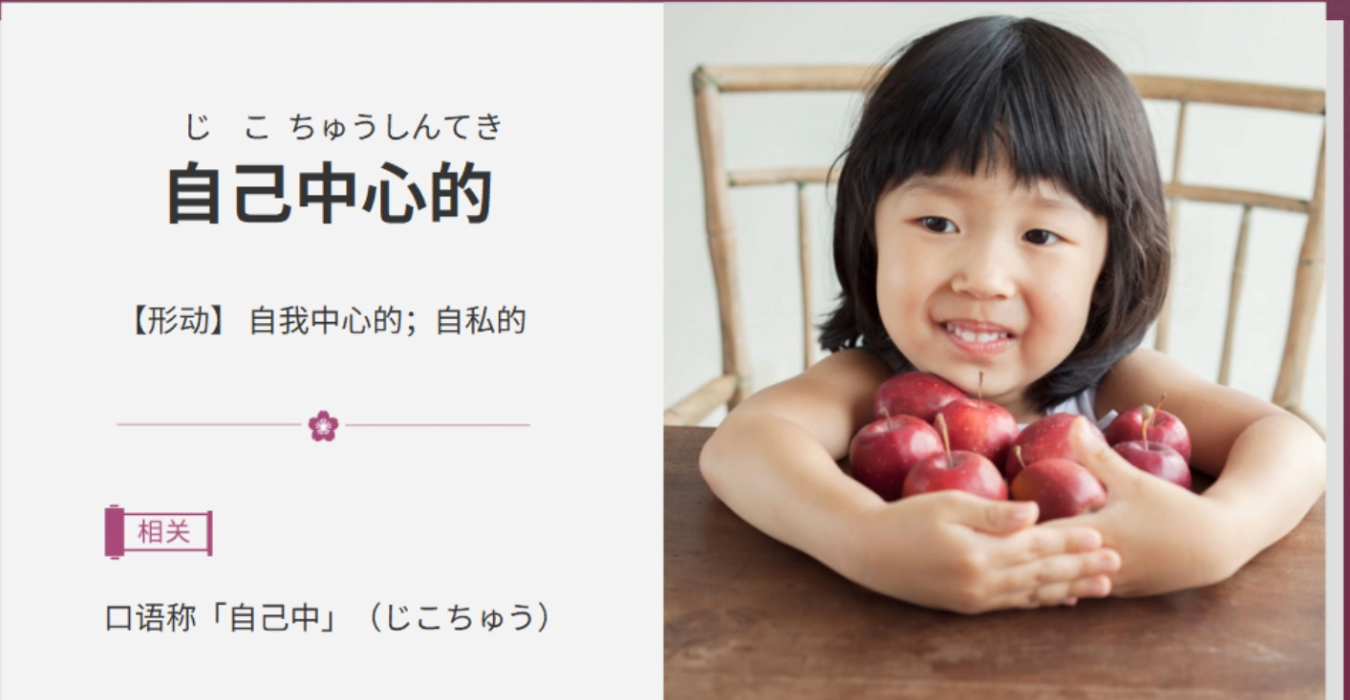 じ こ ちゅうしんてき
自己中心的
【形动】 自我中心的；自私的
相关
口语称「自己中」（じこちゅう）